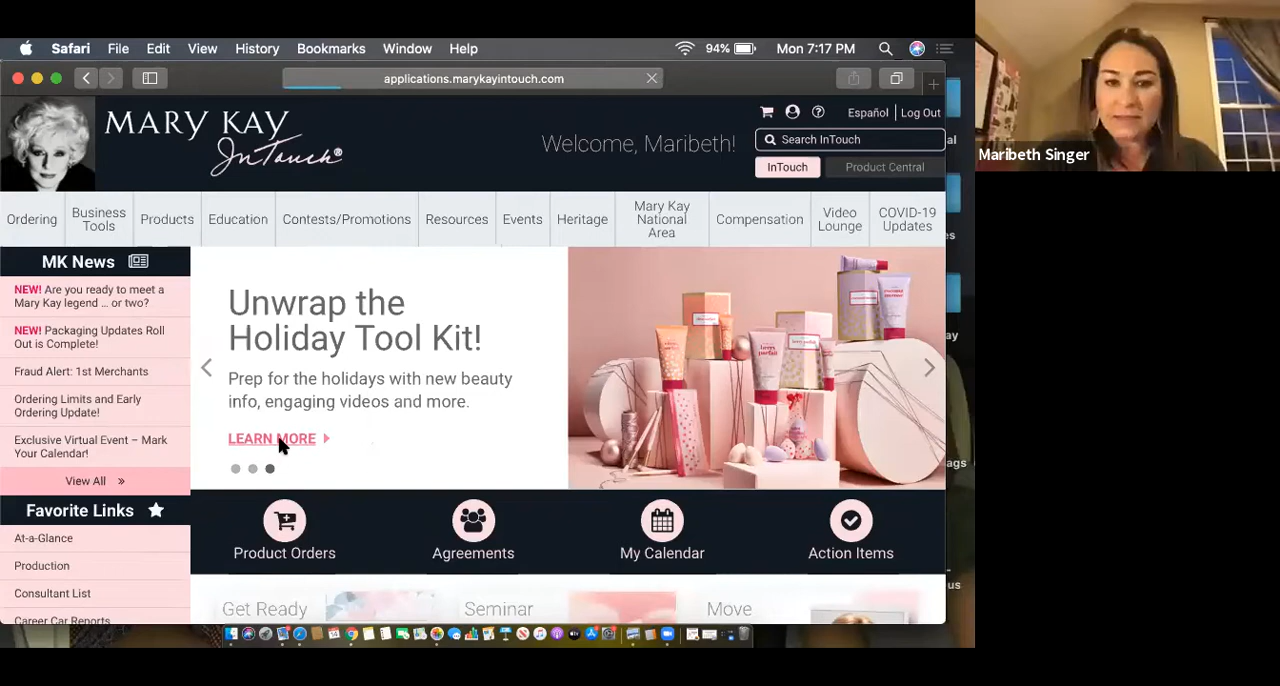 Safari File Edit View History Bookmarks Window Help 94% Mon 7:17 PM
applications.marykayintouch.com
MARY KAY
InTouch®
Welcome, Maribeth!
Español | Log Out
Search InTouch
InTouch
Product Central
Ordering
Business
Tools
Products
Education
Contests/Promotions
Resources
Events
Heritage
Mary Kay
National
Area
Compensation
Video
Lounge
COVID-19
Updates
MK News
NEW! Are you ready to meet a
Mary Kay legend … or two?
NEW! Packaging Updates Roll
Out is Complete!
Fraud Alert: 1st Merchants
Ordering Limits and Early
Ordering Update!
Exclusive Virtual Event – Mark
Your Calendar!
View All »
Favorite Links
At-a-Glance
Production
Consultant List
Career Car Reports
Unwrap the
Holiday Tool Kit!
Prep for the holidays with new beauty
info, engaging videos and more.
LEARN MORE
Product Orders
Agreements
My Calendar
Action Items
Get Ready
Seminar
Move
Maribeth Singer